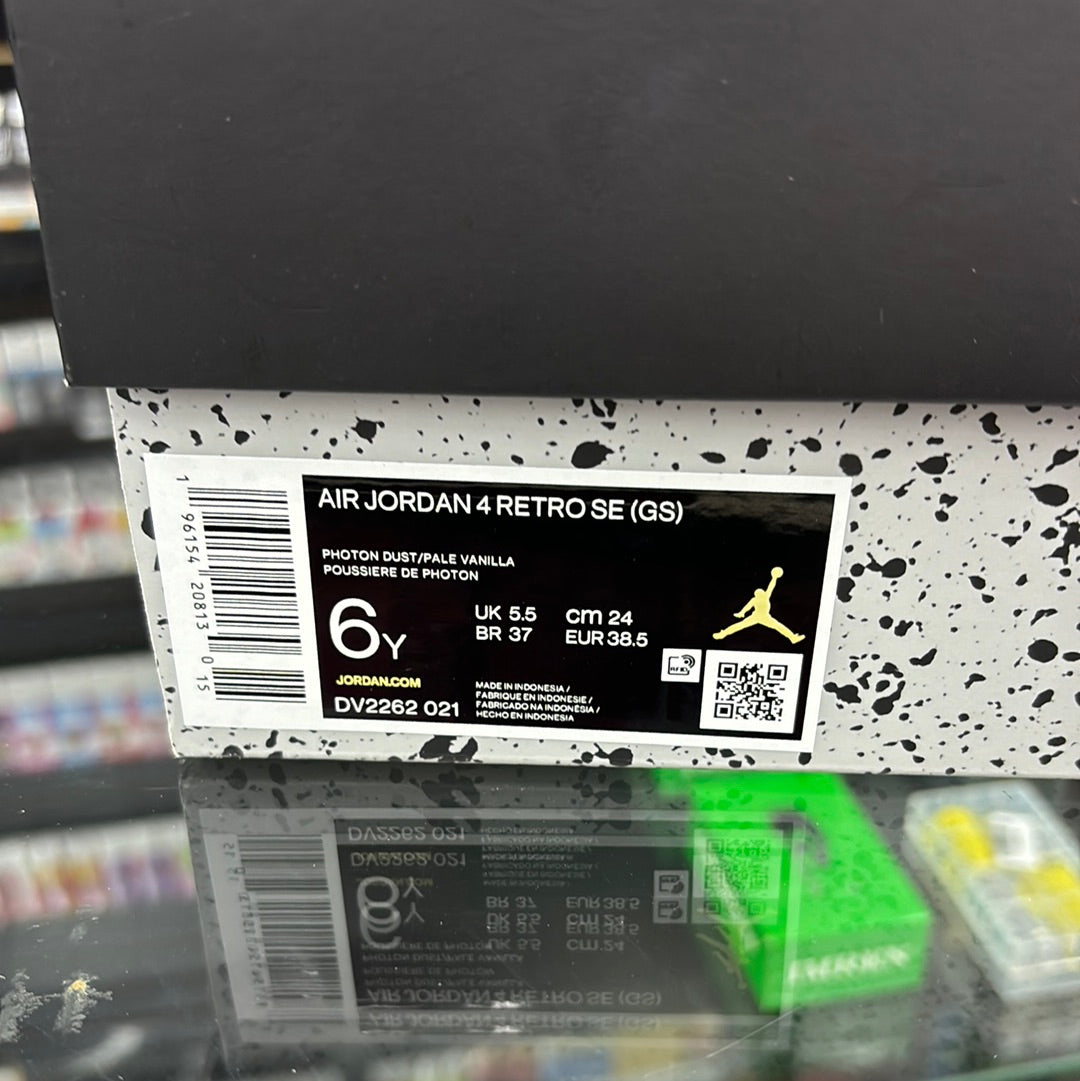 AIR JORDAN 4 RETRO SE (GS)
PHOTON DUST/PALE VANILLA
POUSSIERE DE PHOTON
6Y
UK 5.5 cm 24
BR 37 EUR 38.5
JORDAN.COM
DV2262 021
MADE IN INDONESIA /
FABRIQUE EN INDONESIE /
FABRICADO NA INDONÉSIA /
HECHO EN INDONESIA
1 96154 20813 015